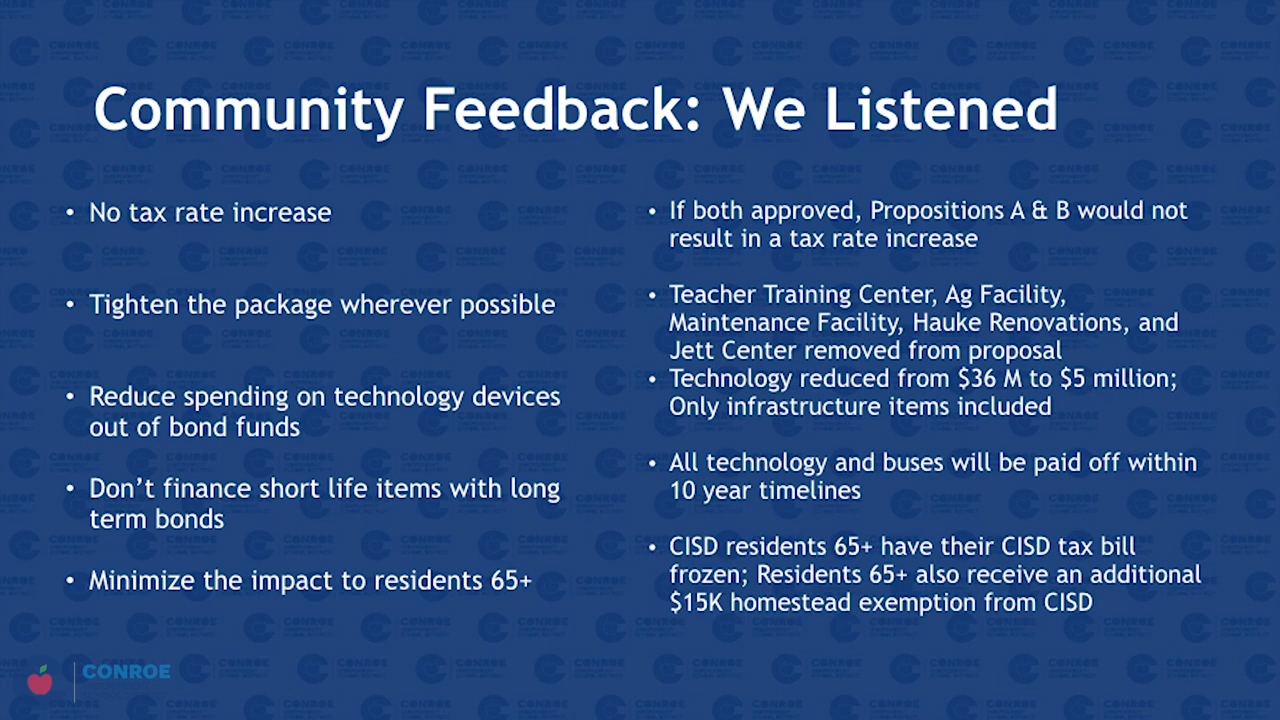 Community Feedback: We Listened
• No tax rate increase
• Tighten the package wherever possible
• Reduce spending on technology devices
out of bond funds
• Don’t finance short life items with long
term bonds
• Minimize the impact to residents 65+
• If both approved, Propositions A & B would not
result in a tax rate increase
• Teacher Training Center, Ag Facility,
Maintenance Facility, Hauke Renovations, and
Jett Center removed from proposal
• Technology reduced from $36 M to $5 million;
Only infrastructure items included
• All technology and buses will be paid off within
10 year timelines
• CISD residents 65+ have their CISD tax bill
frozen; Residents 65+ also receive an additional
$15K homestead exemption from CISD
CONROE